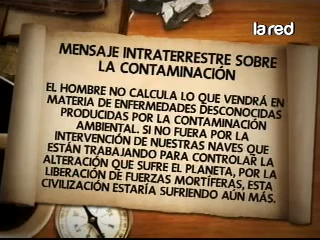 la red
MENSAJE INTRATERRESTRE SOBRE
LA CONTAMINACIÓN
EL HOMBRE NO CALCULA LO QUE VENDRÁ EN
MATERIA DE ENFERMEDADES DESCONOCIDAS
PRODUCIDAS POR LA CONTAMINACIÓN
AMBIENTAL. SI NO FUERA POR LA
INTERVENCIÓN DE NUESTRAS NAVES QUE
ESTÁN TRABAJANDO PARA CONTROLAR LA
ALTERACIÓN QUE SUFRE EL PLANETA, POR LA
LIBERACIÓN DE FUERZAS MORTÍFERAS, ESTA
CIVILIZACIÓN ESTARÍA SUFRIENDO AÚN MÁS.